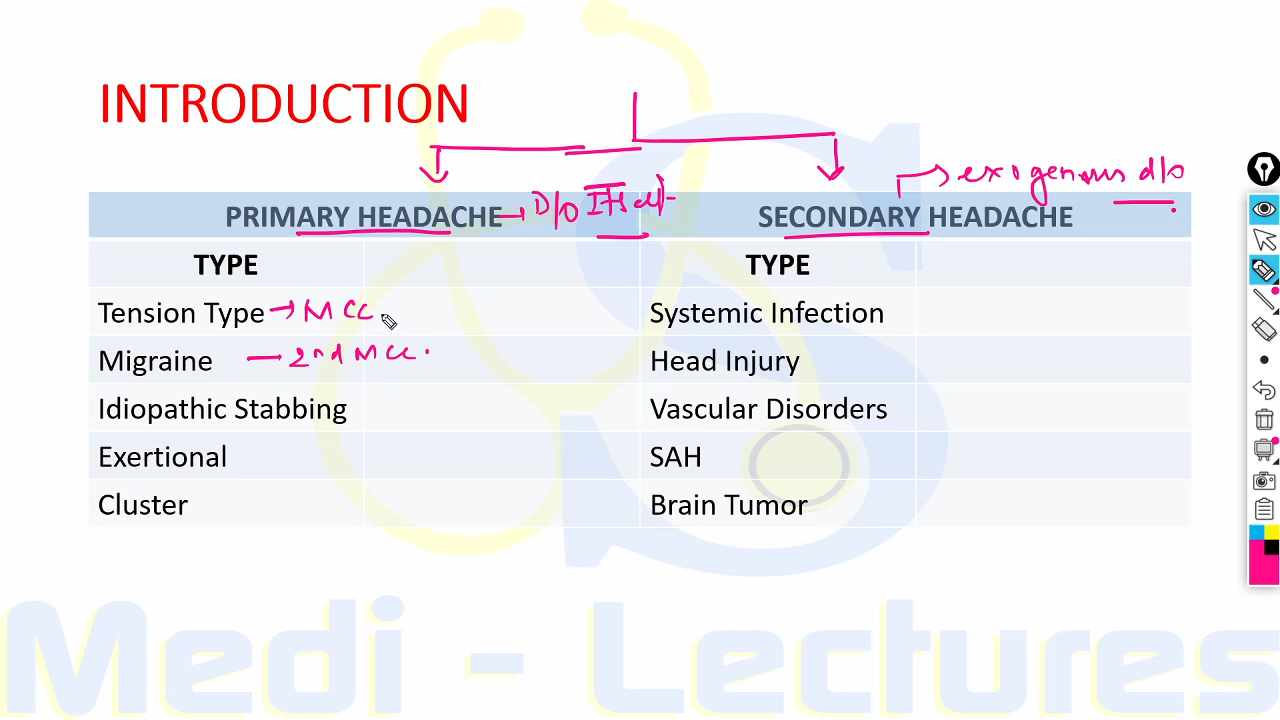 INTRODUCTION
exogenous d/o
PRIMARY HEADACHE → D/O Itself
SECONDARY HEADACHE
TYPE
TYPE
Tension Type → MCC
Systemic Infection
Migraine — 2nd MCC.
Head Injury
Idiopathic Stabbing
Vascular Disorders
Exertional
SAH
Cluster
Brain Tumor
Medi - Lectures